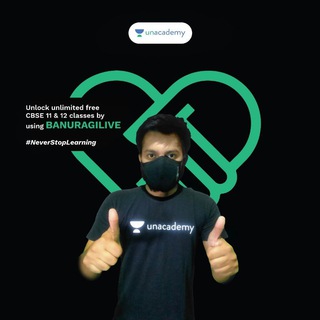 unacademy
Unlock unlimited free
CBSE 11 & 12 classes by
using BANURAGILIVE
#NeverStopLearning
unacademy